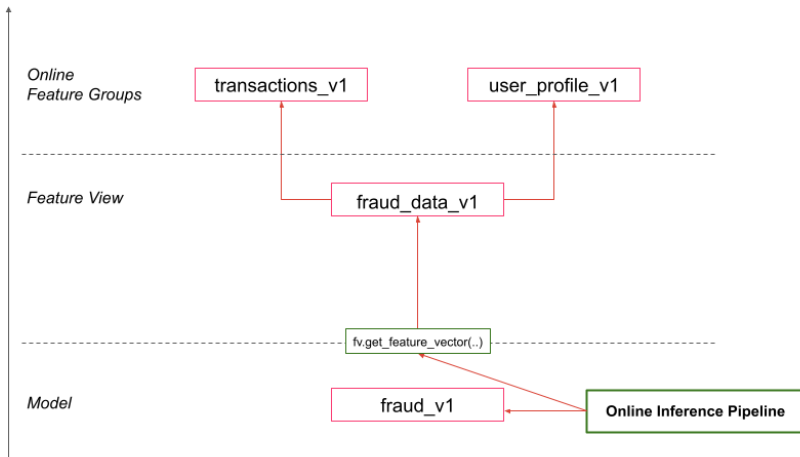 Online
Feature Groups
transactions_v1
user_profile_v1
Feature View
fraud_data_v1
fv.get_feature_vector(..)
Model
fraud_v1
Online Inference Pipeline